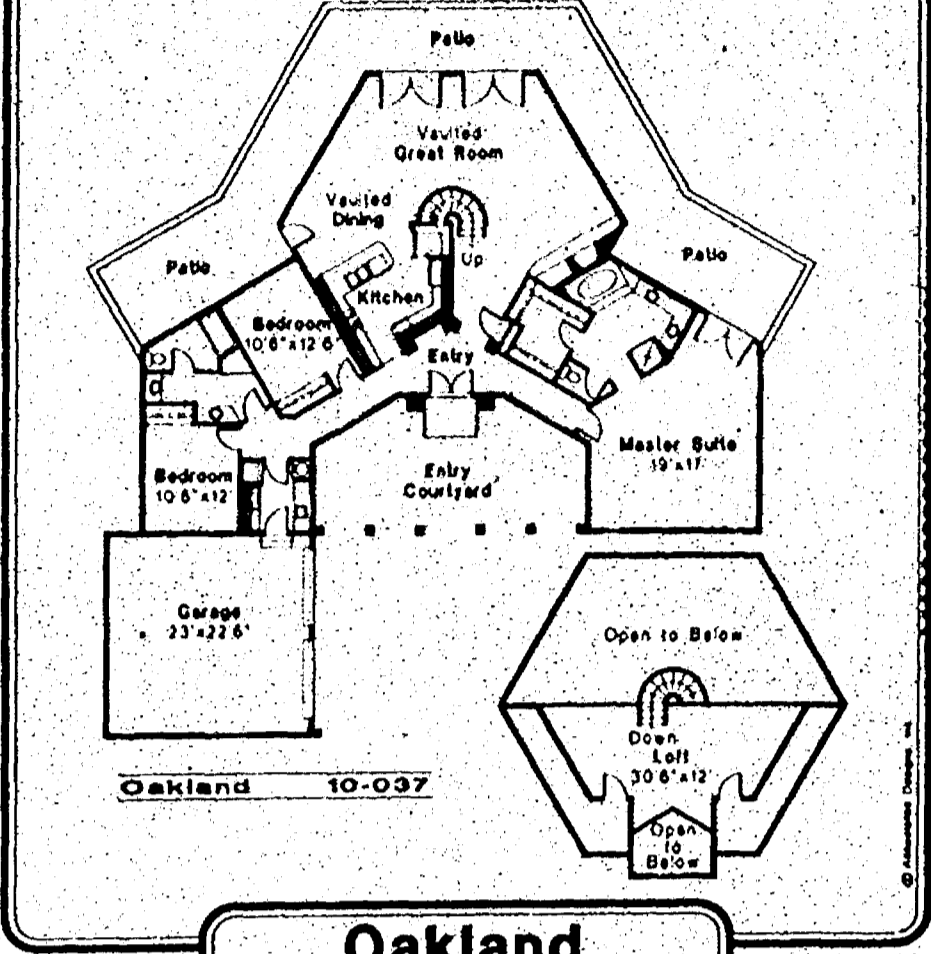 Patio
Vaulted
Great Room
Vaulted
Dining
Up
Patio
Patio
Kitchen
Bedroom
10'6"x12'6"
Entry
Master Suite
19'x17'
Bedroom
10'6"x12'
Entry
Courtyard
Garage
23'x22'6"
Open to Below
Down
Loft
30'6"x12'
Open
to
Below
Oakland 10-037
Oakland